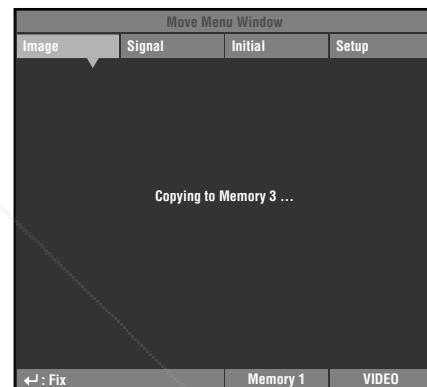 Move Menu Window
Image Signal Initial Setup
Copying to Memory 3 ...
↵ : Fix Memory 1 VIDEO